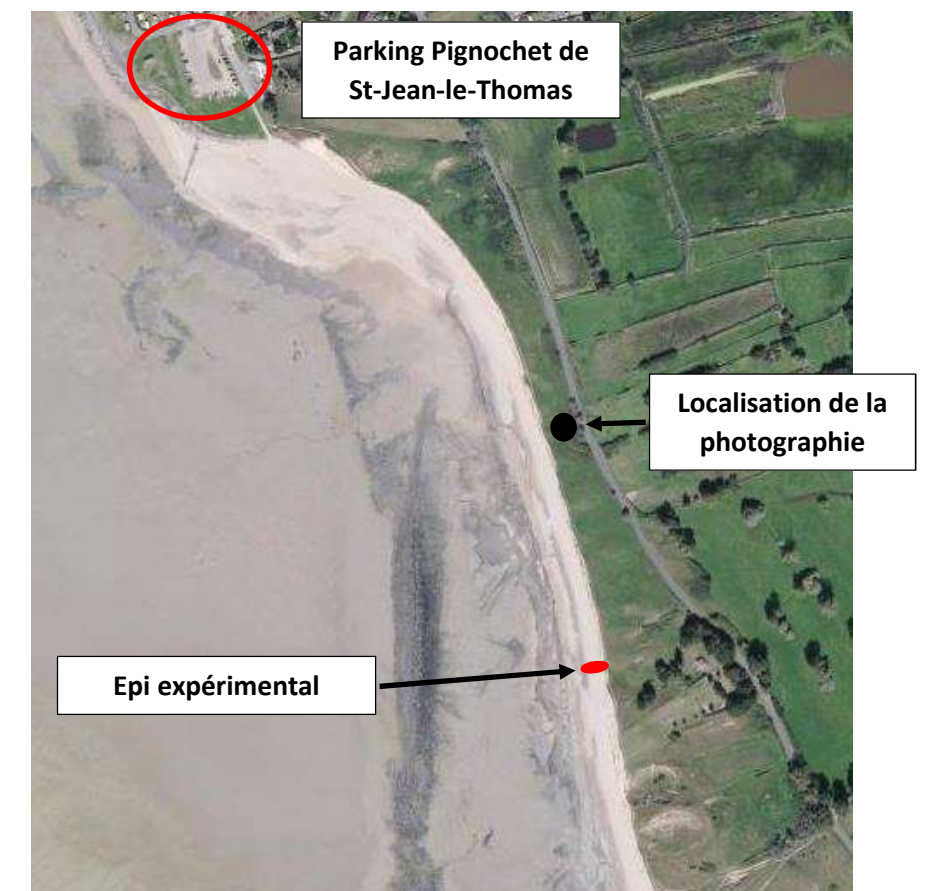 Parking Pignochet de
St-Jean-le-Thomas
Localisation de la
photographie
Epi expérimental